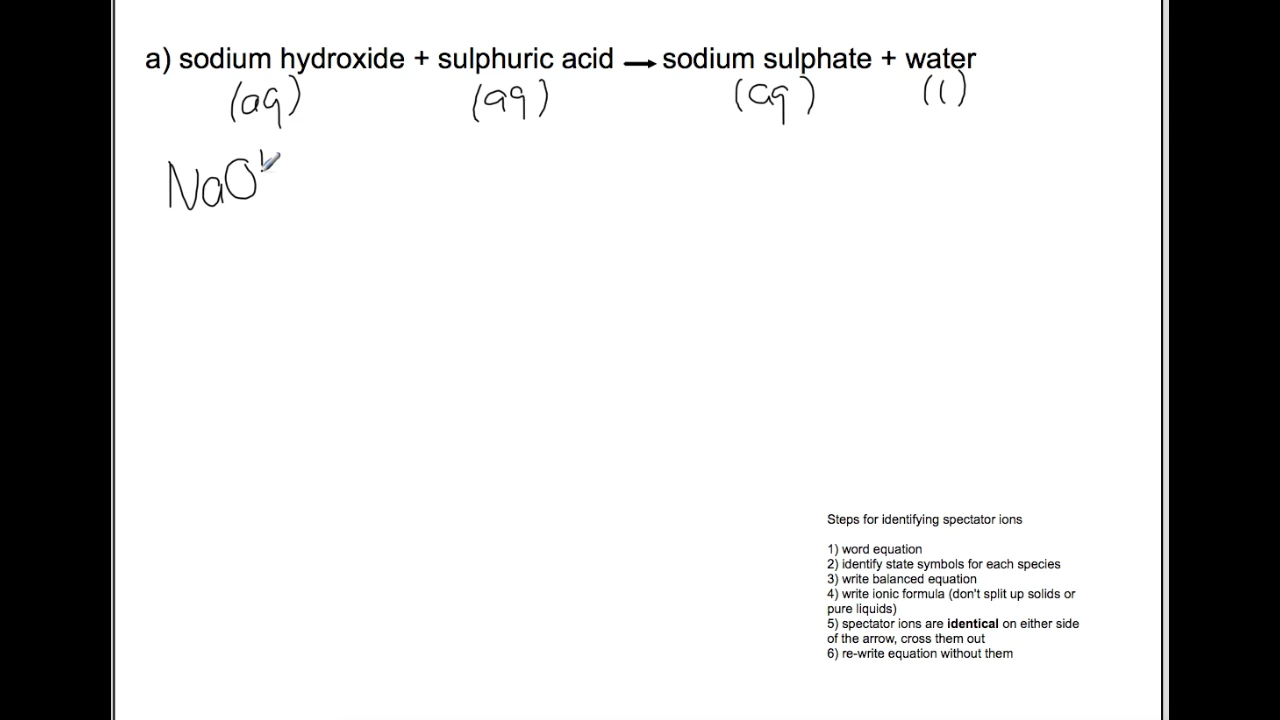 a) sodium hydroxide + sulphuric acid → sodium sulphate + water
(aq) (aq) (aq) (l)
NaO
Steps for identifying spectator ions
1) word equation
2) identify state symbols for each species
3) write balanced equation
4) write ionic formula (don't split up solids or
pure liquids)
5) spectator ions are identical on either side
of the arrow, cross them out
6) re-write equation without them